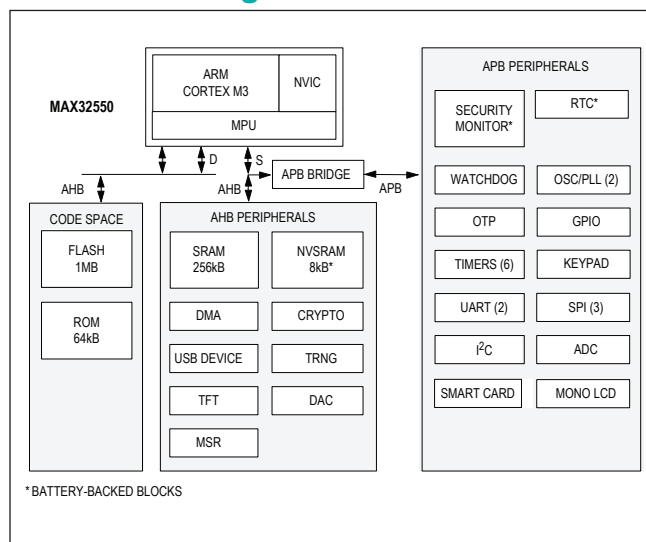 MAX32550
ARM
CORTEX M3
NVIC
MPU
D
S
AHB
AHB
APB BRIDGE
APB
CODE SPACE
FLASH
1MB
ROM
64kB
AHB PERIPHERALS
SRAM
256kB
NVSRAM
8kB*
DMA
CRYPTO
USB DEVICE
TRNG
TFT
DAC
MSR
APB PERIPHERALS
SECURITY
MONITOR*
RTC*
WATCHDOG
OSC/PLL (2)
OTP
GPIO
TIMERS (6)
KEYPAD
UART (2)
SPI (3)
I²C
ADC
SMART CARD
MONO LCD
* BATTERY-BACKED BLOCKS